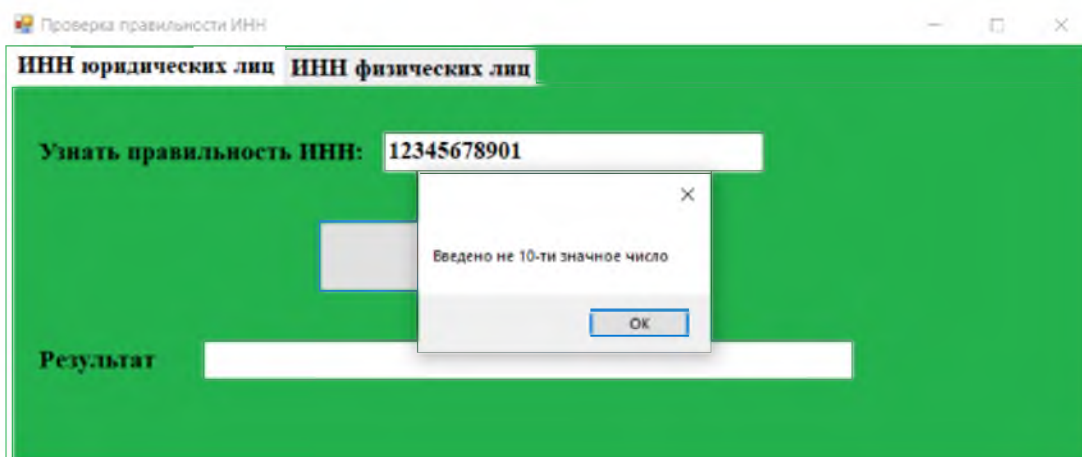 Проверка правильности ИНН
ИНН юридических лиц ИНН физических лиц
Узнать правильность ИНН: 12345678901
Введено не 10-ти значное число
ОК
Результат